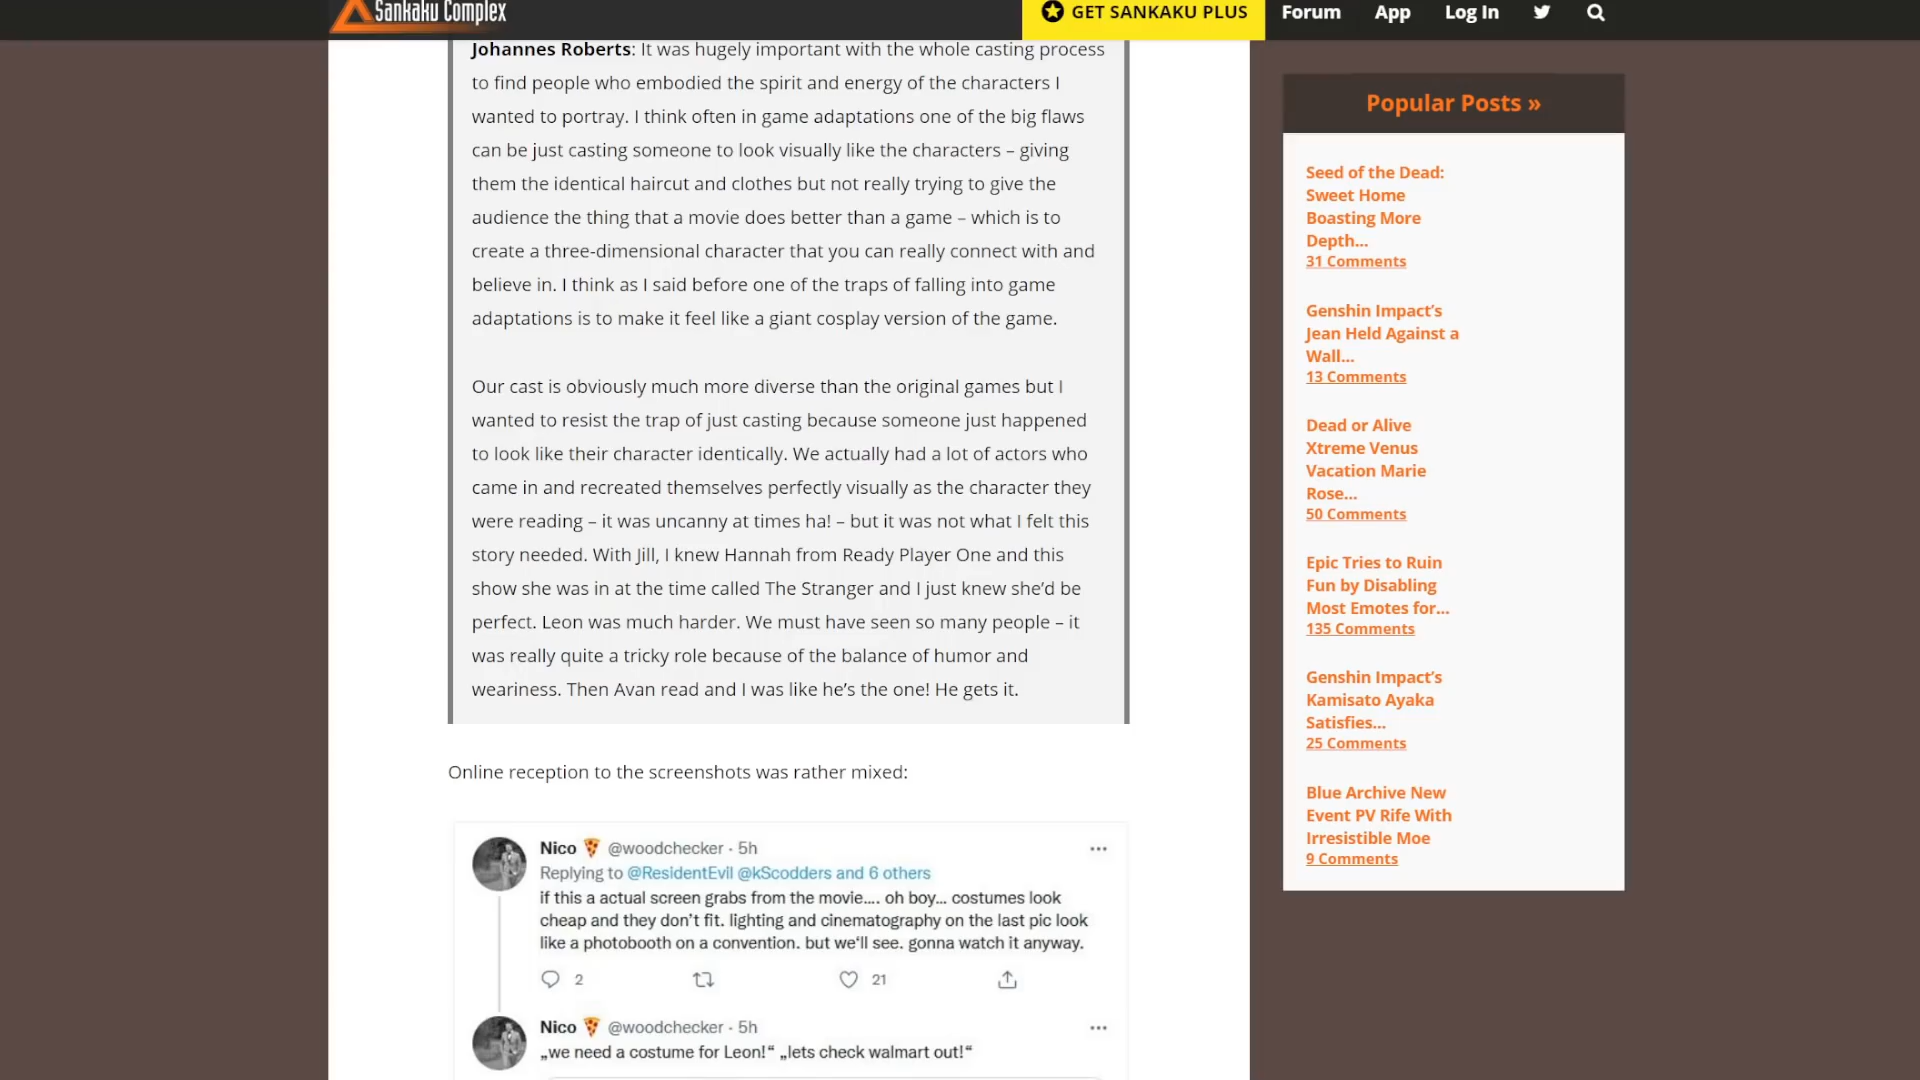 Sankaku Complex
GET SANKAKU PLUS
Forum
App
Log In
Johannes Roberts: It was hugely important with the whole casting process
to find people who embodied the spirit and energy of the characters I
wanted to portray. I think often in game adaptations one of the big flaws
can be just casting someone to look visually like the characters – giving
them the identical haircut and clothes but not really trying to give the
audience the thing that a movie does better than a game – which is to
create a three-dimensional character that you can really connect with and
believe in. I think as I said before one of the traps of falling into game
adaptations is to make it feel like a giant cosplay version of the game.
Our cast is obviously much more diverse than the original games but I
wanted to resist the trap of just casting because someone just happened
to look like their character identically. We actually had a lot of actors who
came in and recreated themselves perfectly visually as the character they
were reading – it was uncanny at times ha! – but it was not what I felt this
story needed. With Jill, I knew Hannah from Ready Player One and this
show she was in at the time called The Stranger and I just knew she’d be
perfect. Leon was much harder. We must have seen so many people – it
was really quite a tricky role because of the balance of humor and
weariness. Then Avan read and I was like he’s the one! He gets it.
Online reception to the screenshots was rather mixed:
Nico 🍕 @woodchecker · 5h
Replying to @ResidentEvil @kScodders and 6 others
if this a actual screen grabs from the movie.... oh boy... costumes look
cheap and they don’t fit. lighting and cinematography on the last pic look
like a photobooth on a convention. but we‘ll see. gonna watch it anyway.
2
21
Nico 🍕 @woodchecker · 5h
„we need a costume for Leon!“ „lets check walmart out!“
Popular Posts »
Seed of the Dead:
Sweet Home
Boasting More
Depth...
31 Comments
Genshin Impact’s
Jean Held Against a
Wall...
13 Comments
Dead or Alive
Xtreme Venus
Vacation Marie
Rose...
50 Comments
Epic Tries to Ruin
Fun by Disabling
Most Emotes for...
135 Comments
Genshin Impact’s
Kamisato Ayaka
Satisfies...
25 Comments
Blue Archive New
Event PV Rife With
Irresistible Moe
9 Comments